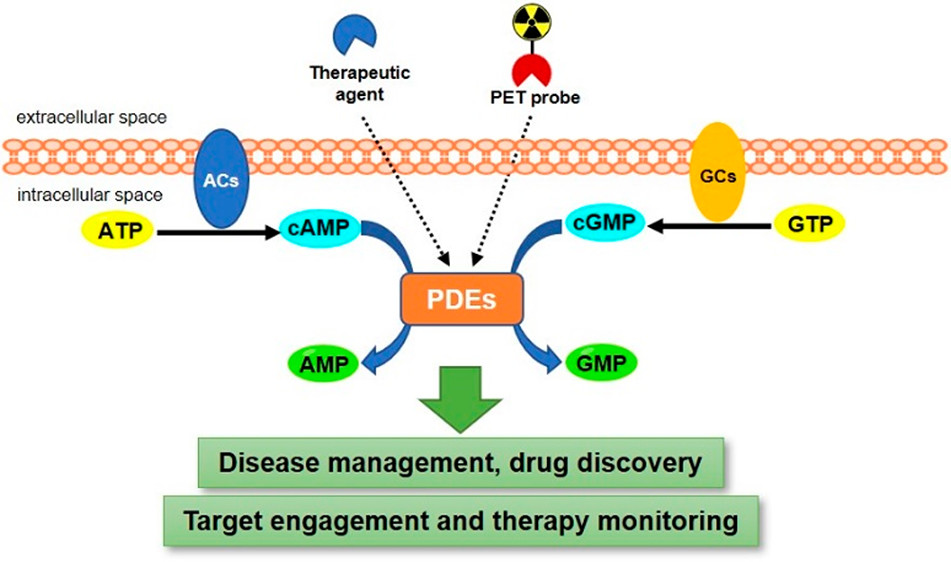 Therapeutic
agent
PET probe
extracellular space
ACs
GCs
intracellular space
ATP
cAMP
cGMP
GTP
PDEs
AMP
GMP
Disease management, drug discovery
Target engagement and therapy monitoring